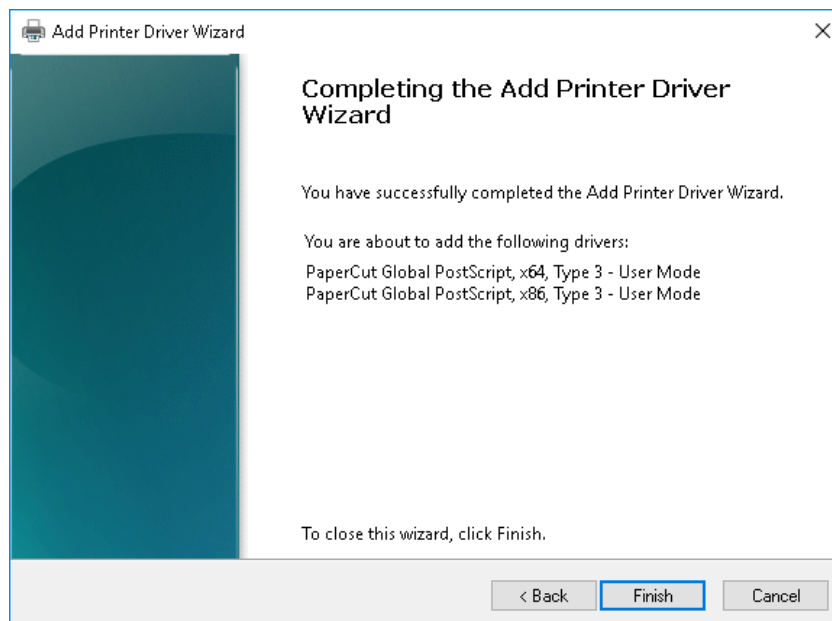 Add Printer Driver Wizard
Completing the Add Printer Driver
Wizard
You have successfully completed the Add Printer Driver Wizard.
You are about to add the following drivers:
PaperCut Global PostScript, x64, Type 3 - User Mode
PaperCut Global PostScript, x86, Type 3 - User Mode
To close this wizard, click Finish.
< Back
Finish
Cancel